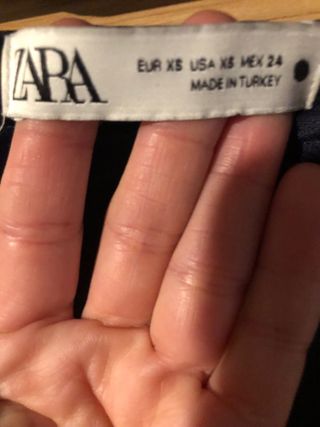 ZARA
EUR XS USA XS MEX 24
MADE IN TURKEY